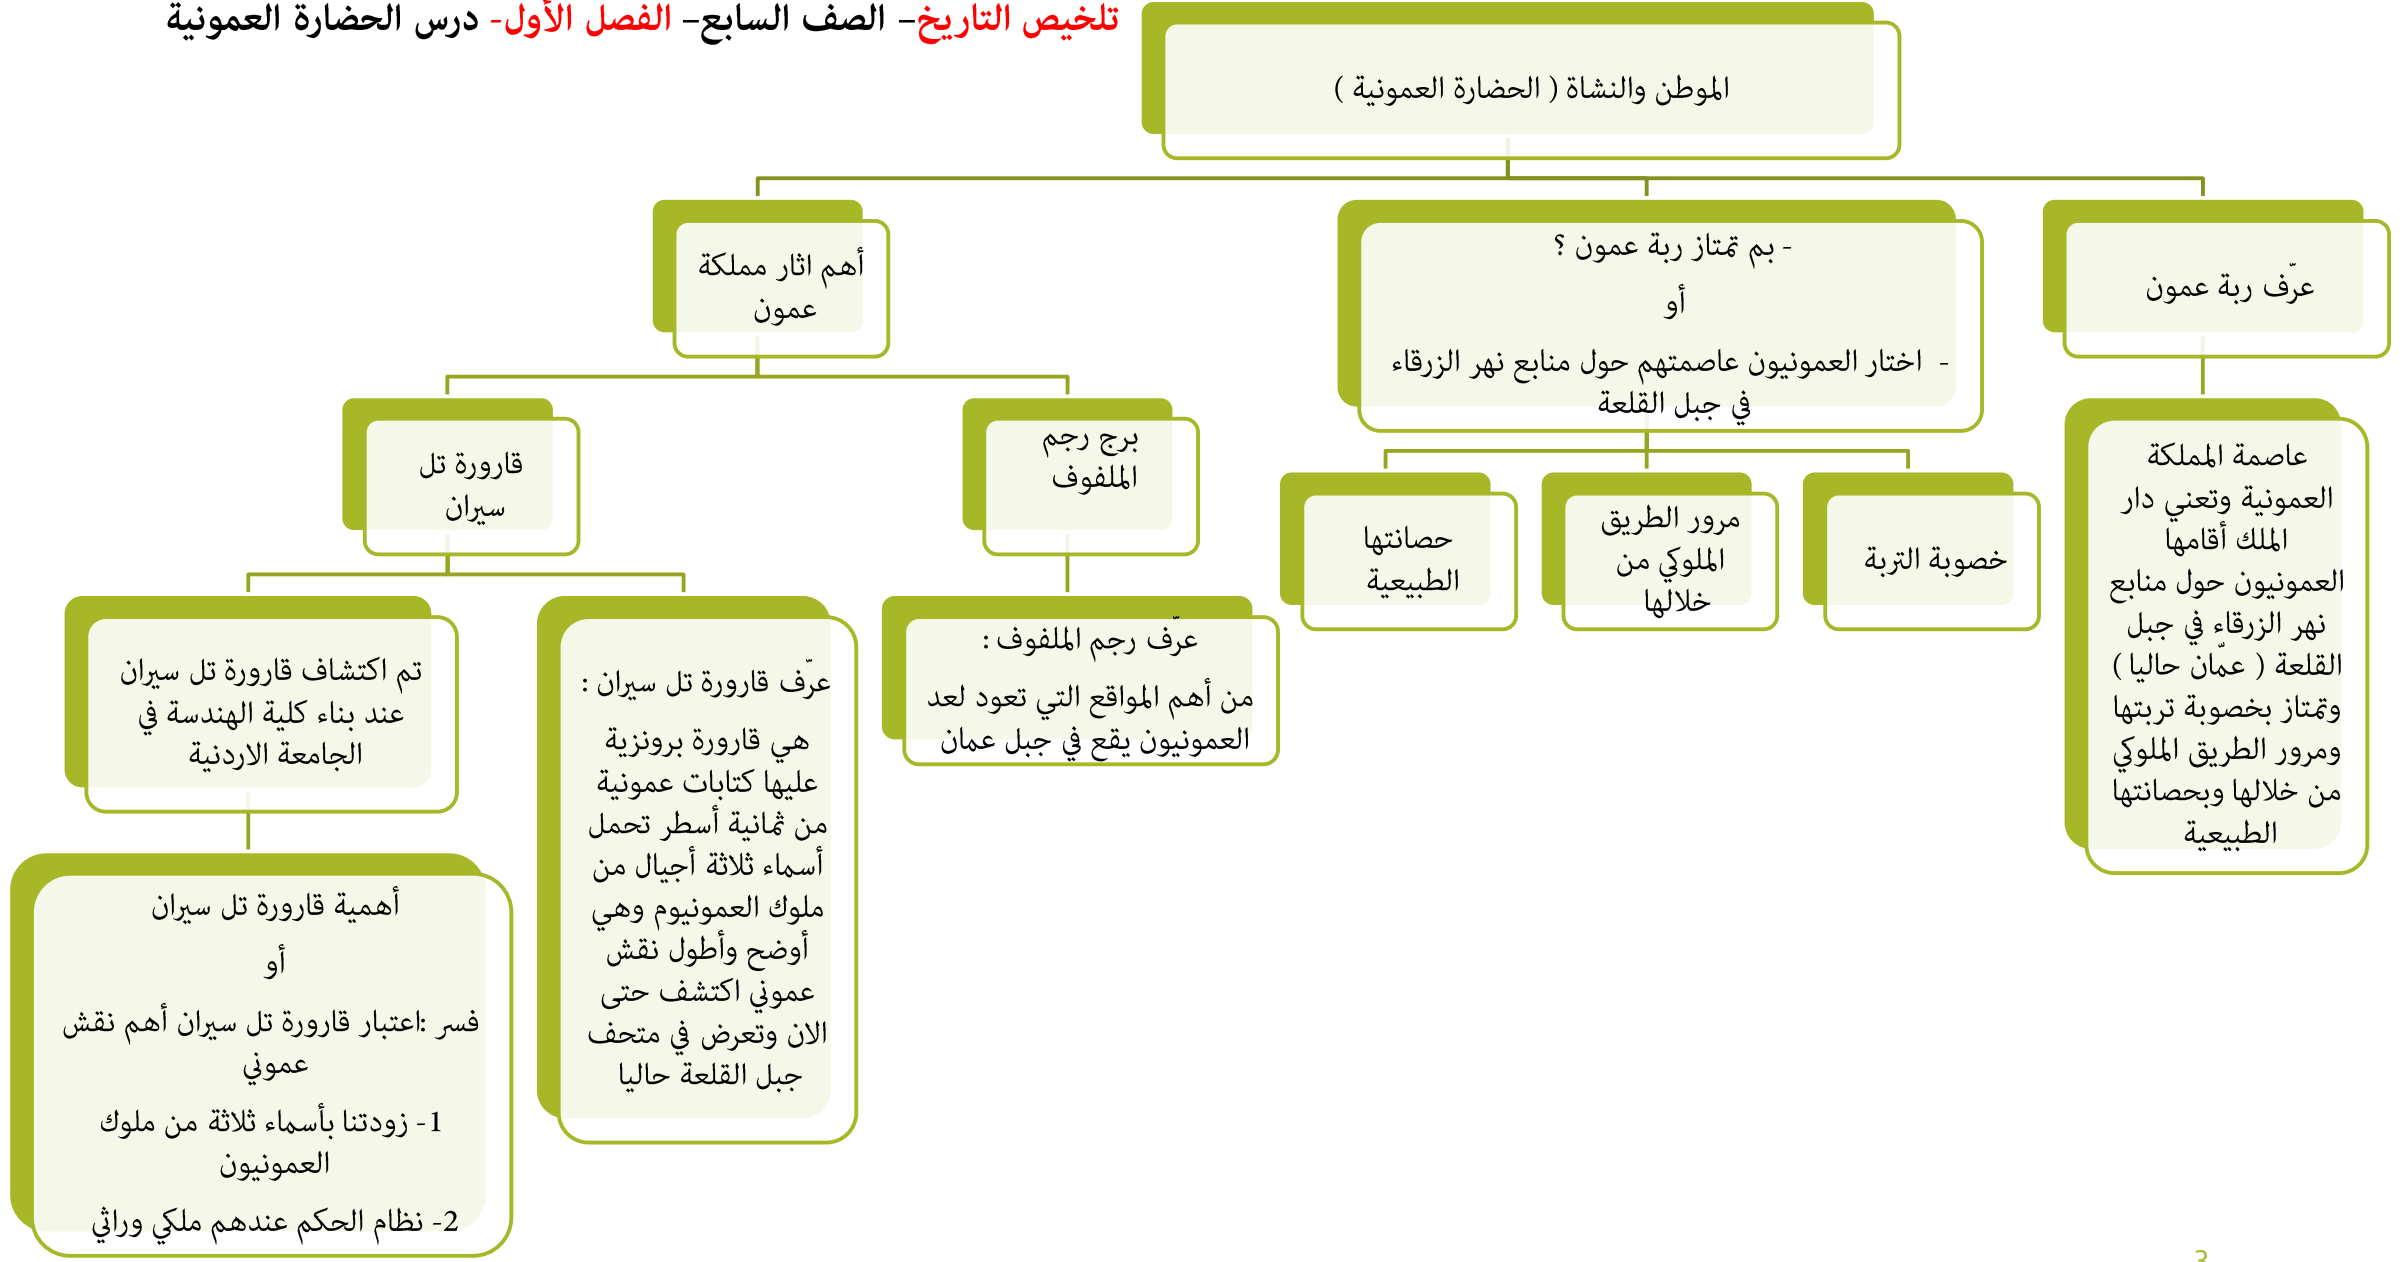 تلخيص التاريخ– الصف السابع– الفصل الأول- درس الحضارة العمونية
الموطن والنشاة ( الحضارة العمونية )
عرّف ربة عمون
عاصمة المملكة
العمونية وتعني دار
الملك أقامها
العمونيون حول منابع
نهر الزرقاء في جبل
القلعة ( عمّان حاليا )
وتمتاز بخصوبة تربتها
ومرور الطريق الملوكي
من خلالها وبحصانتها
الطبيعية
- بم تمتاز ربة عمون ؟
أو
- اختار العمونيون عاصمتهم حول منابع نهر الزرقاء
في جبل القلعة
خصوبة التربة
مرور الطريق
الملوكي من
خلالها
حصانتها
الطبيعية
أهم اثار مملكة
عمون
برج رجم
الملفوف
عرّف رجم الملفوف :
من أهم المواقع التي تعود لعد
العمونيون يقع في جبل عمان
قارورة تل
سيران
عرّف قارورة تل سيران :
هي قارورة برونزية
عليها كتابات عمونية
من ثمانية أسطر تحمل
أسماء ثلاثة أجيال من
ملوك العمونيوم وهي
أوضح وأطول نقش
عموني اكتشف حتى
الان وتعرض في متحف
جبل القلعة حاليا
تم اكتشاف قارورة تل سيران
عند بناء كلية الهندسة في
الجامعة الاردنية
أهمية قارورة تل سيران
أو
فسر :اعتبار قارورة تل سيران أهم نقش
عموني
1- زودتنا بأسماء ثلاثة من ملوك
العمونيون
2- نظام الحكم عندهم ملكي وراثي
3